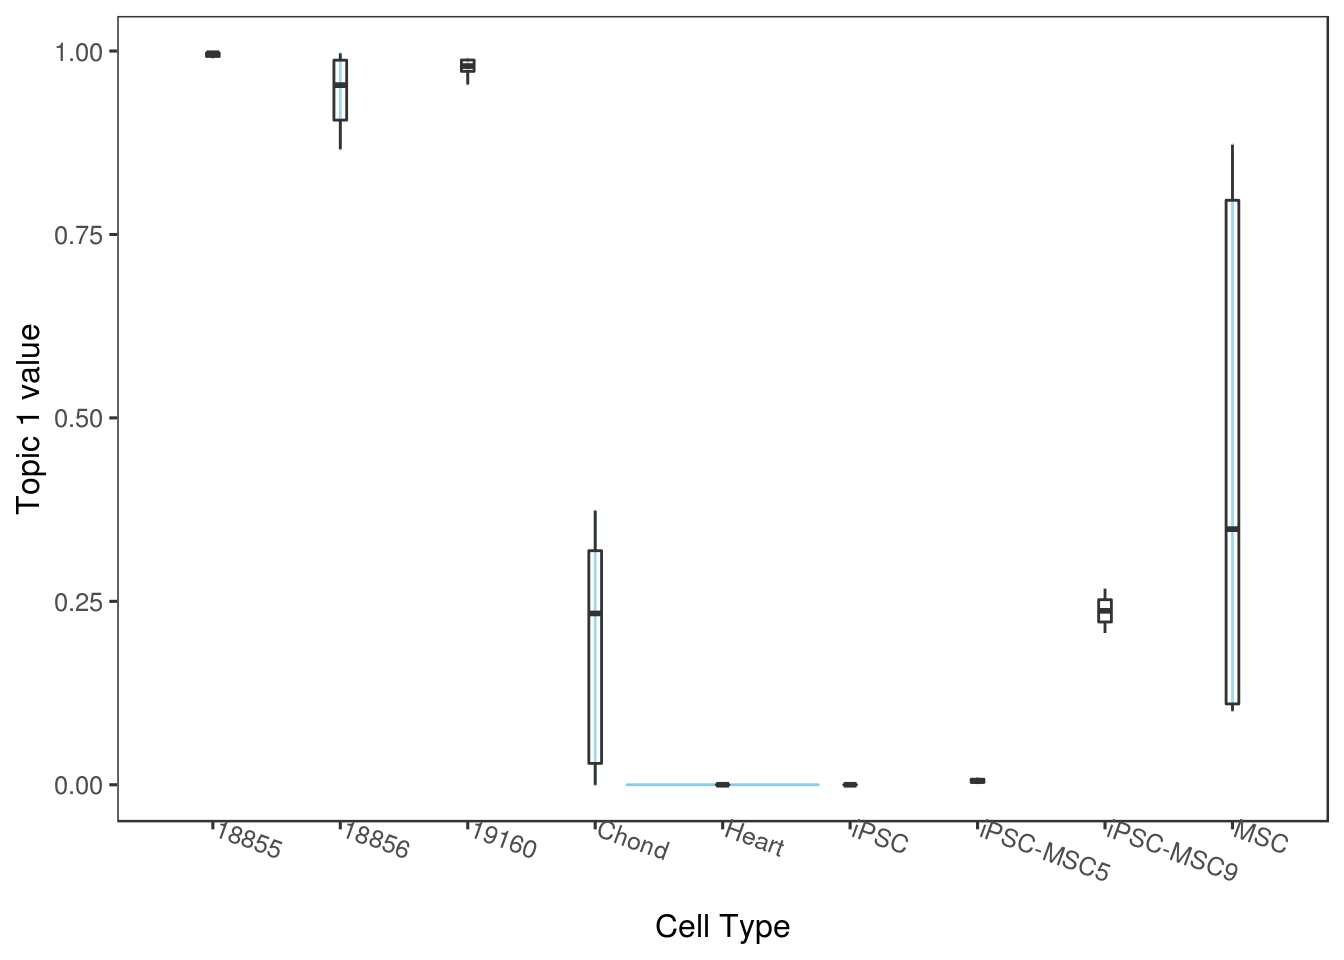 1.00
0.75
0.50
0.25
0.00
Topic 1 value
18855
18856
19160
Chond
Heart
iPSC
iPSC-MSC5
iPSC-MSC9
MSC
Cell Type